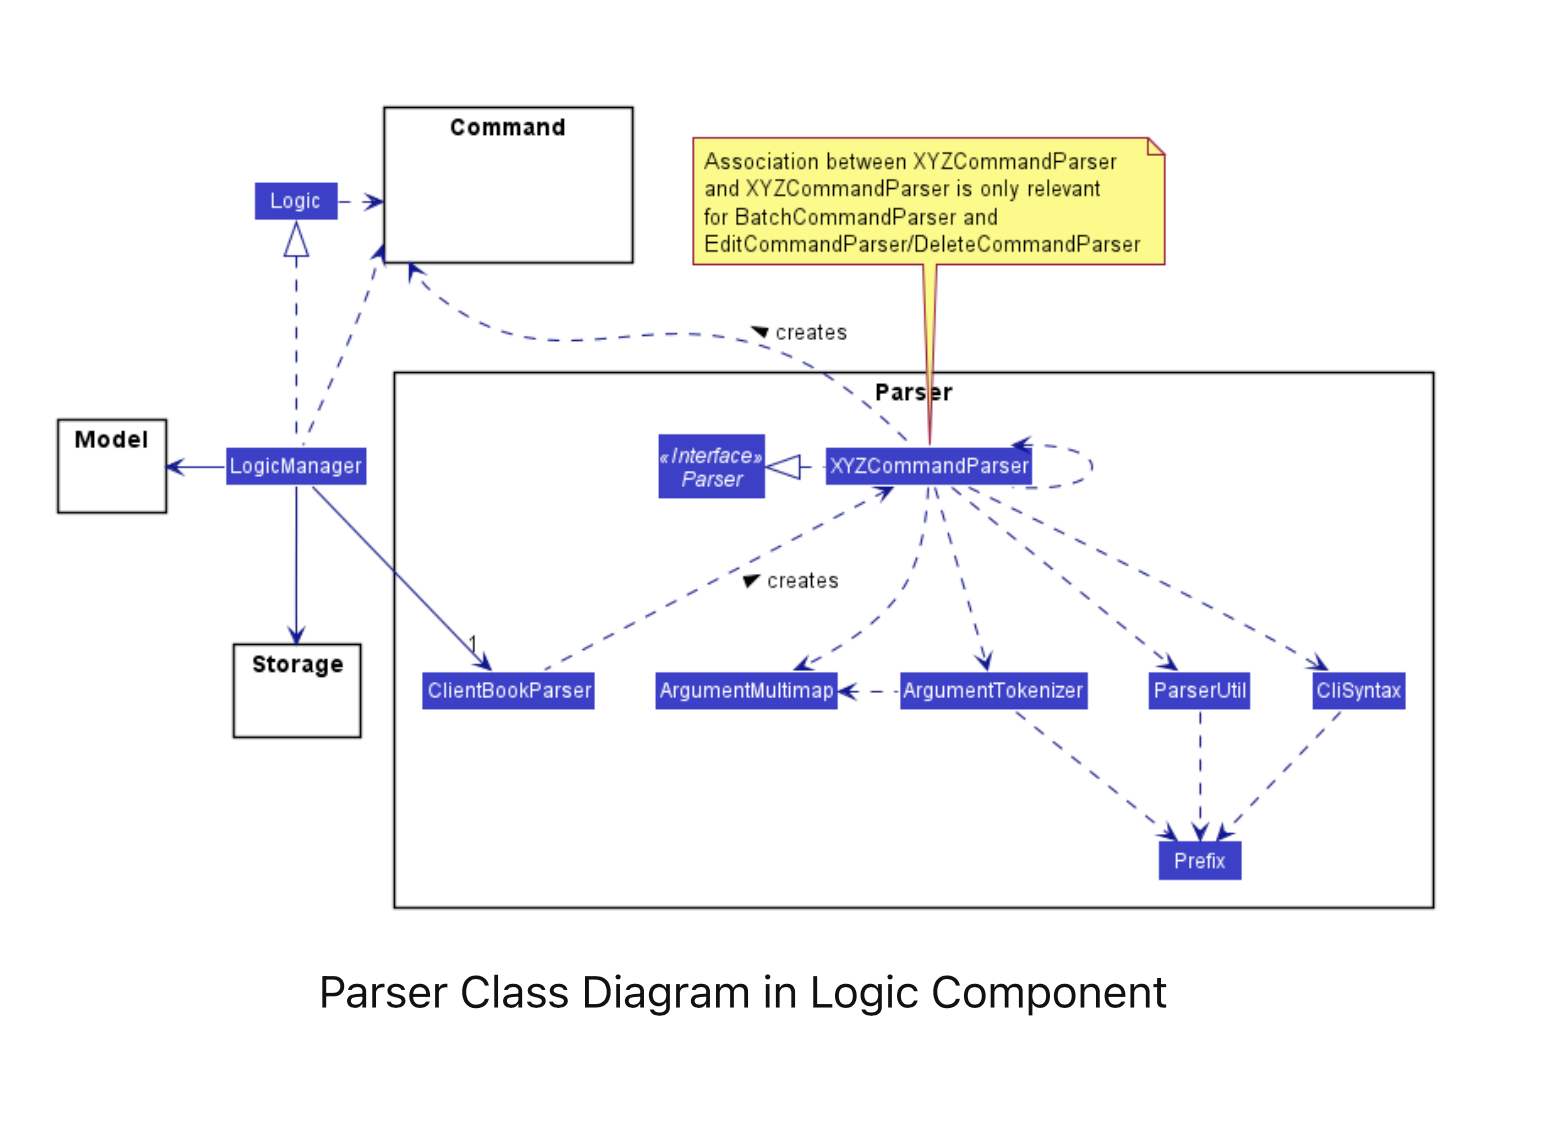 Command
Association between XYZCommandParser
and XYZCommandParser is only relevant
for BatchCommandParser and
EditCommandParser/DeleteCommandParser
Logic
creates
Parser
Model
LogicManager
«Interface»
Parser
XYZCommandParser
creates
1
Storage
ClientBookParser
ArgumentMultimap
ArgumentTokenizer
ParserUtil
CliSyntax
Prefix
Parser Class Diagram in Logic Component